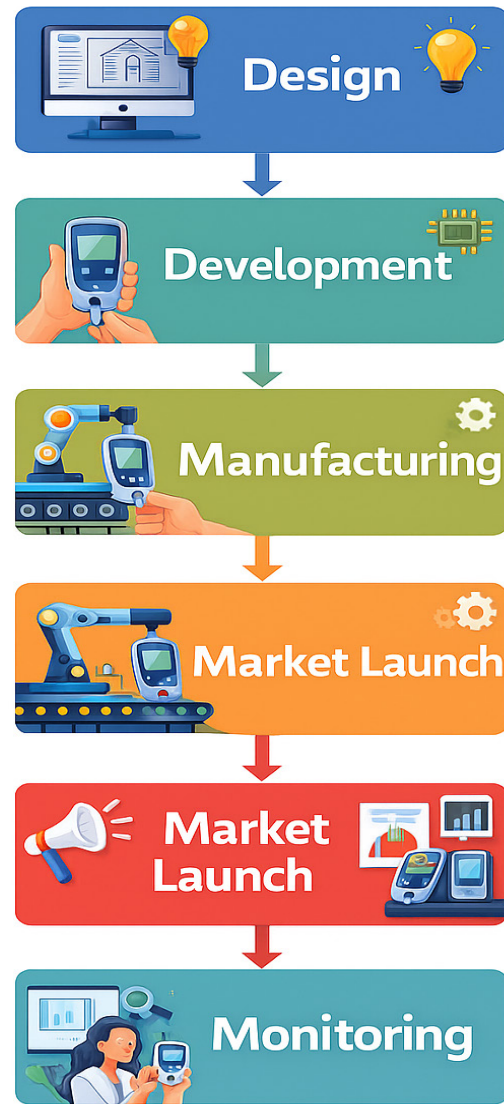 Design
Development
Manufacturing
Market Launch
Market
Launch
Monitoring